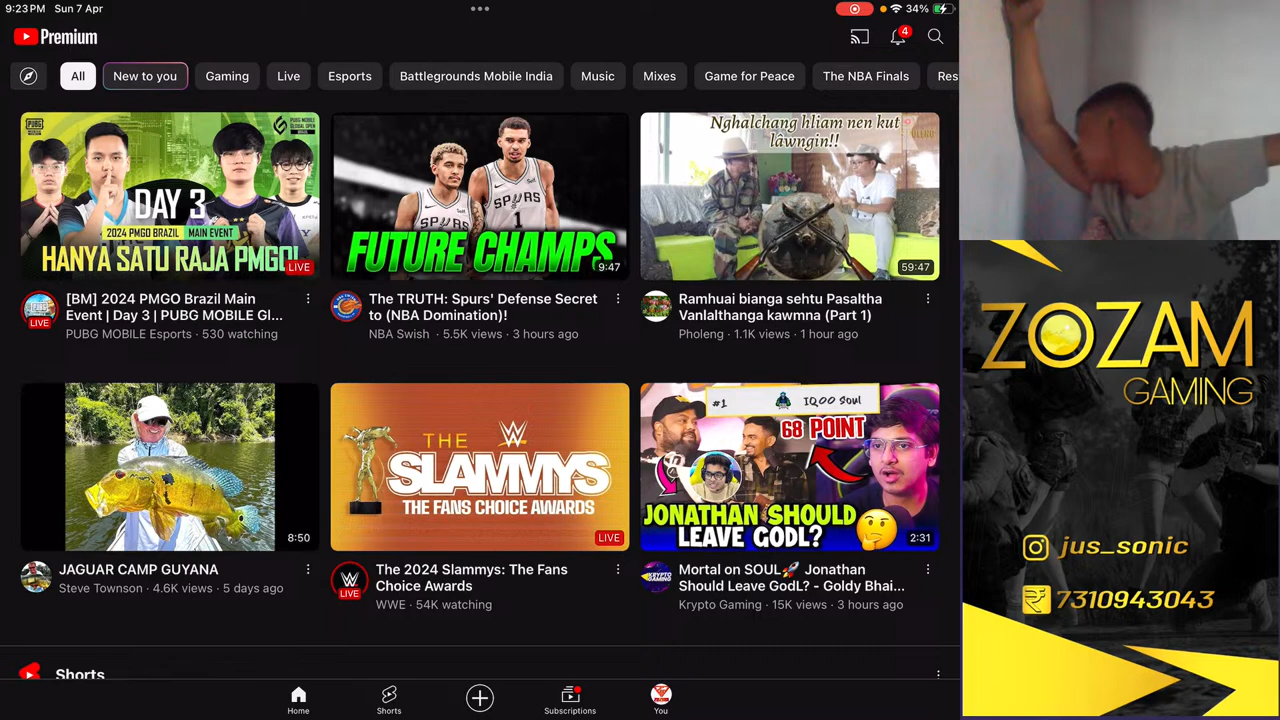 9:23 PM Sun 7 Apr
34%
Premium
4
All
New to you
Gaming
Live
Esports
Battlegrounds Mobile India
Music
Mixes
Game for Peace
The NBA Finals
Res
DAY 3
2024 PMGO BRAZIL MAIN EVENT
HANYA SATU RAJA PMGO!
LIVE
SPURS
SPURS
1
FUTURE CHAMPS
9:47
Nghalchang hliam nen kut
lâwngin!!
59:47
LIVE
[BM] 2024 PMGO Brazil Main
Event | Day 3 | PUBG MOBILE Gl...
PUBG MOBILE Esports · 530 watching
The TRUTH: Spurs' Defense Secret
to (NBA Domination)!
NBA Swish · 5.5K views · 3 hours ago
Ramhuai bianga sehtu Pasaltha
Vanlalthanga kawmna (Part 1)
Pholeng · 1.1K views · 1 hour ago
8:50
THE
SLAMMYS
THE FANS CHOICE AWARDS
LIVE
#1 IQOO Soul
68 POINT
JONATHAN SHOULD
LEAVE GODL?
2:31
JAGUAR CAMP GUYANA
Steve Townson · 4.6K views · 5 days ago
LIVE
The 2024 Slammys: The Fans
Choice Awards
WWE · 54K watching
Mortal on SOUL🚀 Jonathan
Should Leave GodL? - Goldy Bhai...
Krypto Gaming · 15K views · 3 hours ago
Shorts
Home
Shorts
Subscriptions
You
ZOZAM
GAMING
jus_sonic
7310943043